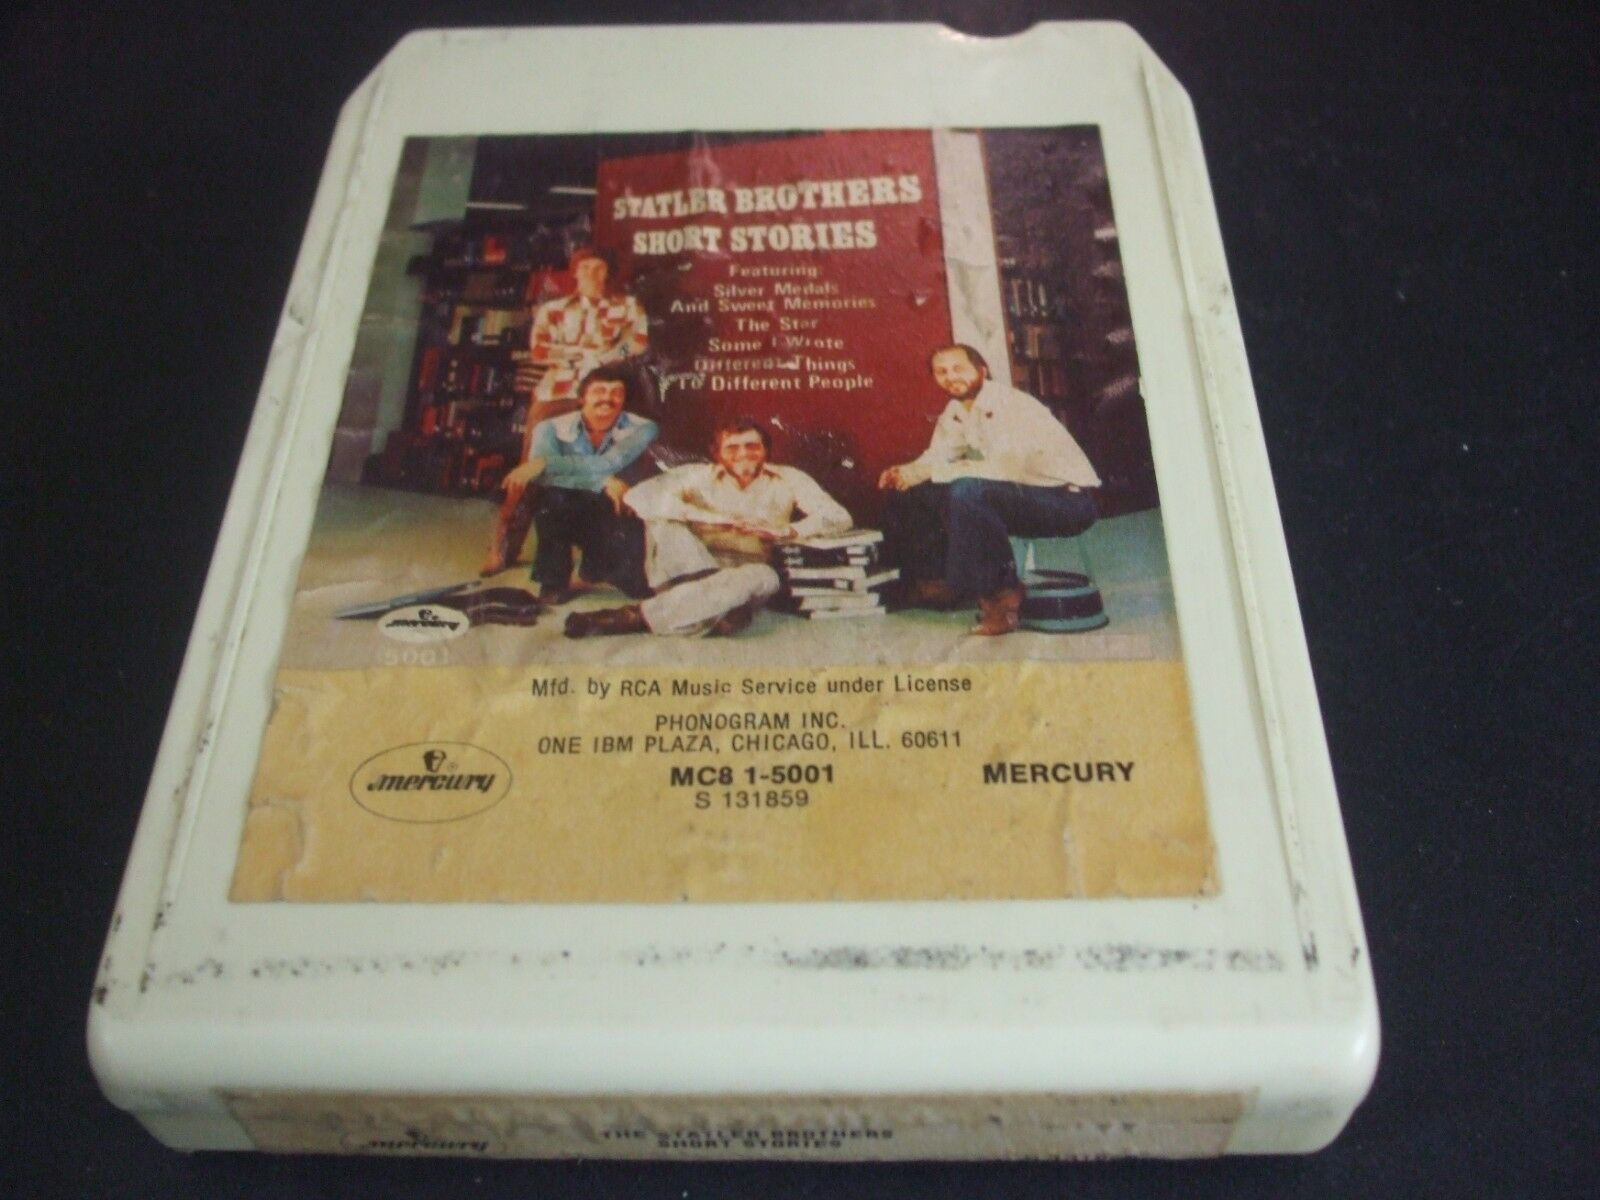 STATLER BROTHERS
SHORT STORIES
Featuring:
Silver Medals
And Sweet Memories
The Star
Some I Wrote
Different Things
To Different People
mercury
5001
Mfd. by RCA Music Service under License
PHONOGRAM INC.
ONE IBM PLAZA, CHICAGO, ILL. 60611
mercury
MC8 1-5001
MERCURY
S 131859
mercury
THE STATLER BROTHERS
SHORT STORIES